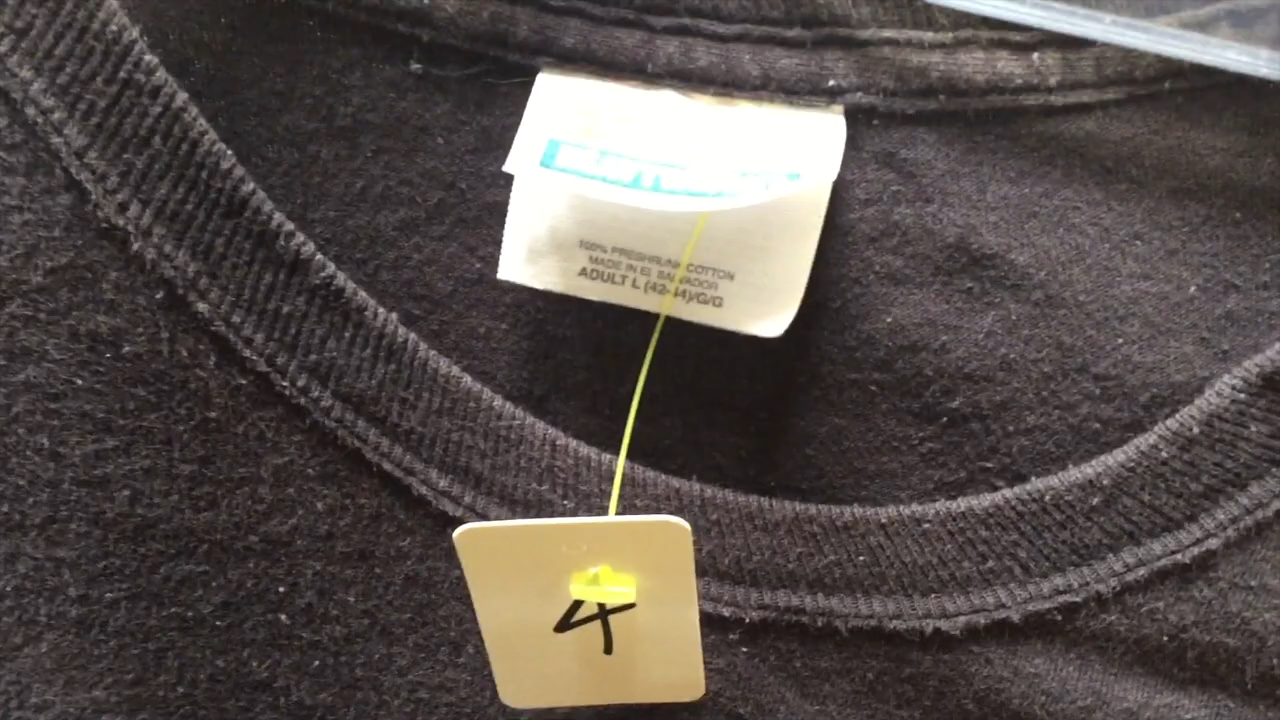 100% PRESHRUNK COTTON
MADE IN EL SALVADOR
ADULT L (42-44)/G/G
4